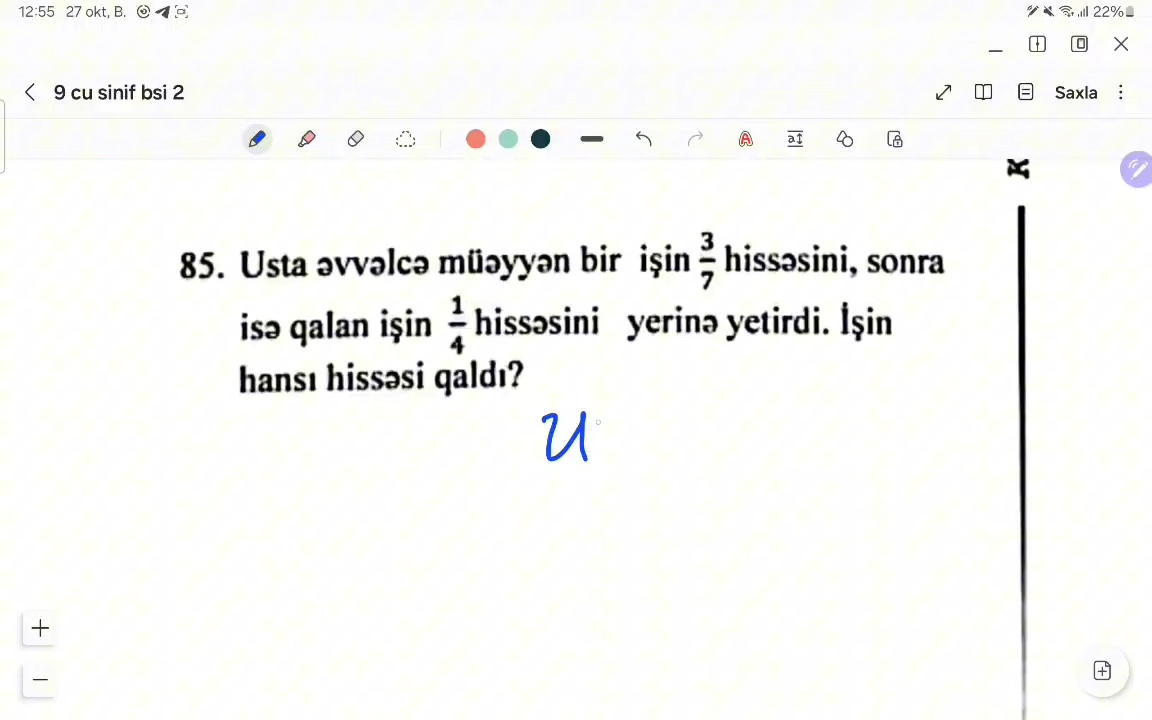 12:55 27 okt, B. 22%
9 cu sinif bsi 2 Saxla
85. Usta əvvəlcə müəyyən bir işin 3/7 hissəsini, sonra
isə qalan işin 1/4 hissəsini yerinə yetirdi. İşin
hansı hissəsi qaldı?